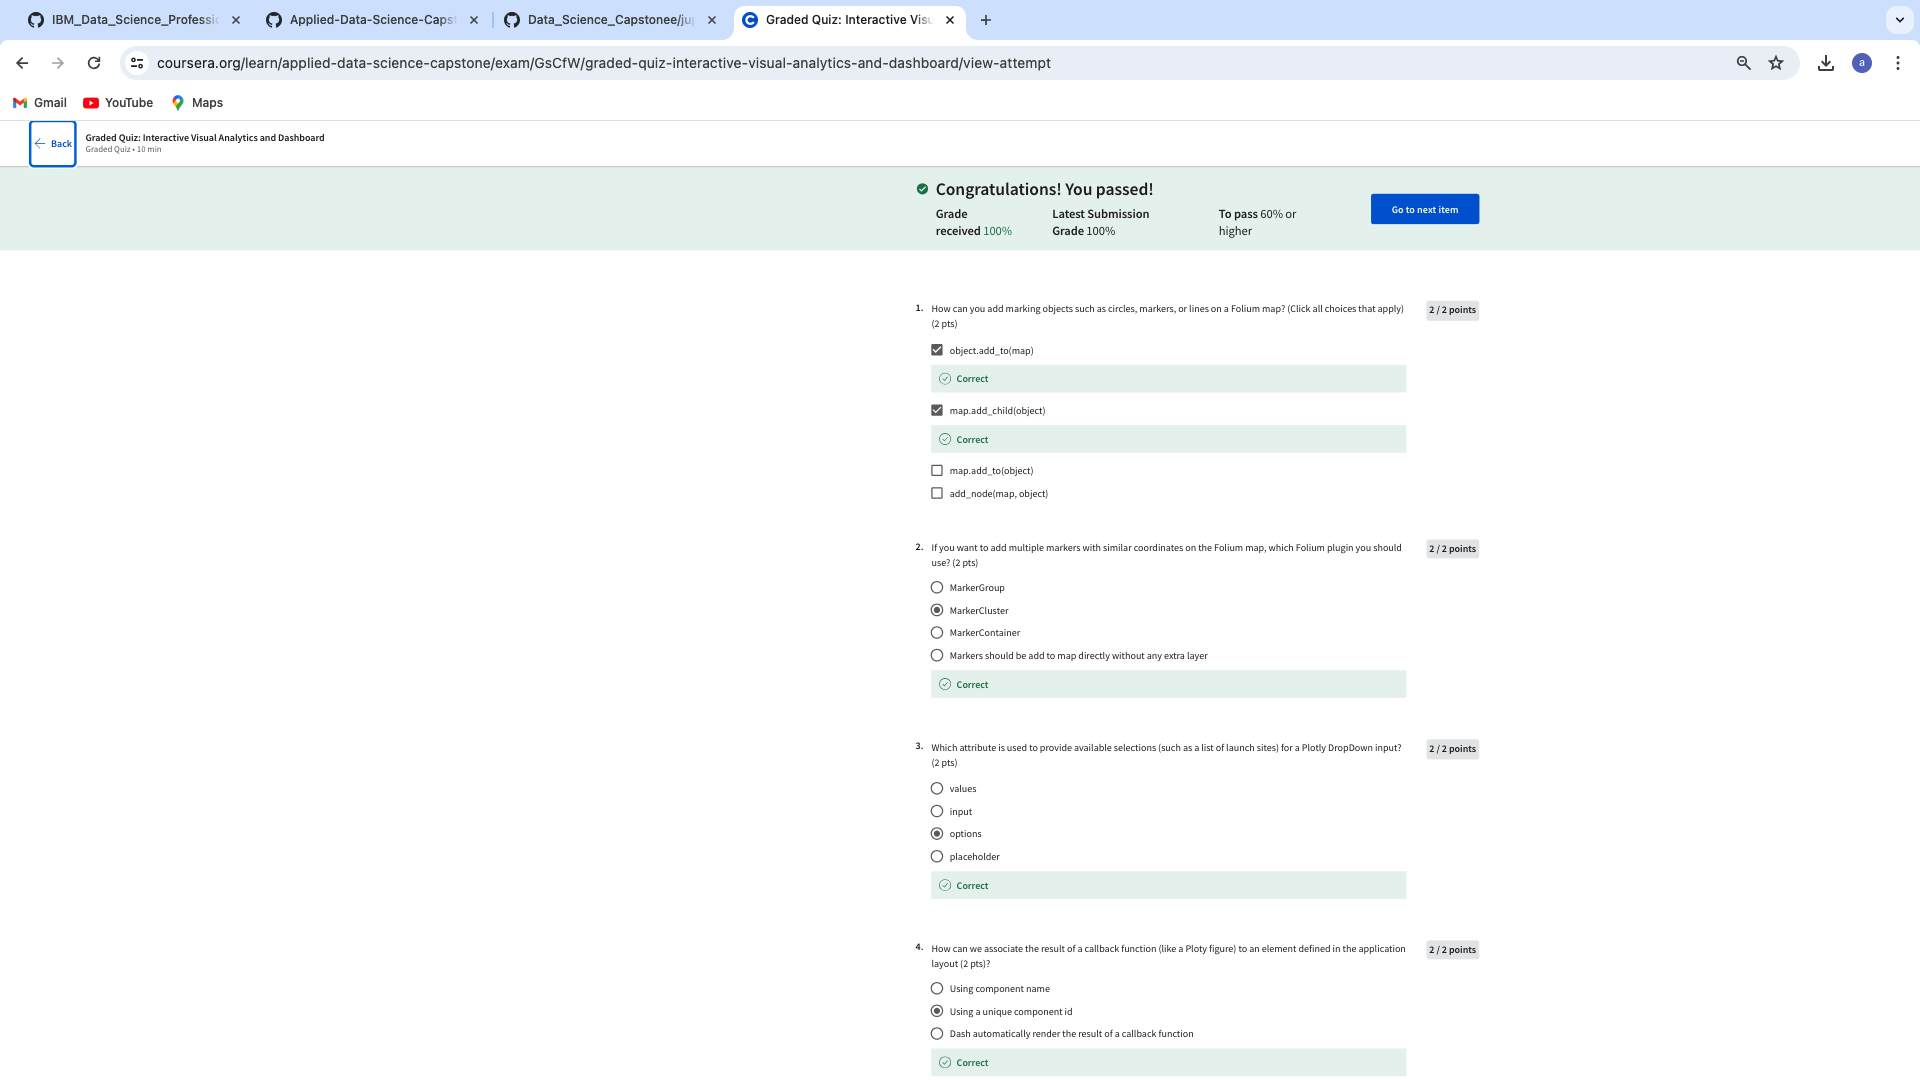 IBM_Data_Science_Professi
Applied-Data-Science-Caps
Data_Science_Capstonee/ju
Graded Quiz: Interactive Vis
coursera.org/learn/applied-data-science-capstone/exam/GsCfW/graded-quiz-interactive-visual-analytics-and-dashboard/view-attempt
a
Gmail
YouTube
Maps
Back
Graded Quiz: Interactive Visual Analytics and Dashboard
Graded Quiz • 10 min
Congratulations! You passed!
Grade received 100%
Latest Submission Grade 100%
To pass 60% or higher
Go to next item
1. How can you add marking objects such as circles, markers, or lines on a Folium map? (Click all choices that apply)
(2 pts)
2 / 2 points
object.add_to(map)
Correct
map.add_child(object)
Correct
map.add_to(object)
add_node(map, object)
2. If you want to add multiple markers with similar coordinates on the Folium map, which Folium plugin you should
use? (2 pts)
2 / 2 points
MarkerGroup
MarkerCluster
MarkerContainer
Markers should be add to map directly without any extra layer
Correct
3. Which attribute is used to provide available selections (such as a list of launch sites) for a Plotly DropDown input?
(2 pts)
2 / 2 points
values
input
options
placeholder
Correct
4. How can we associate the result of a callback function (like a Ploty figure) to an element defined in the application
layout (2 pts)?
2 / 2 points
Using component name
Using a unique component id
Dash automatically render the result of a callback function
Correct